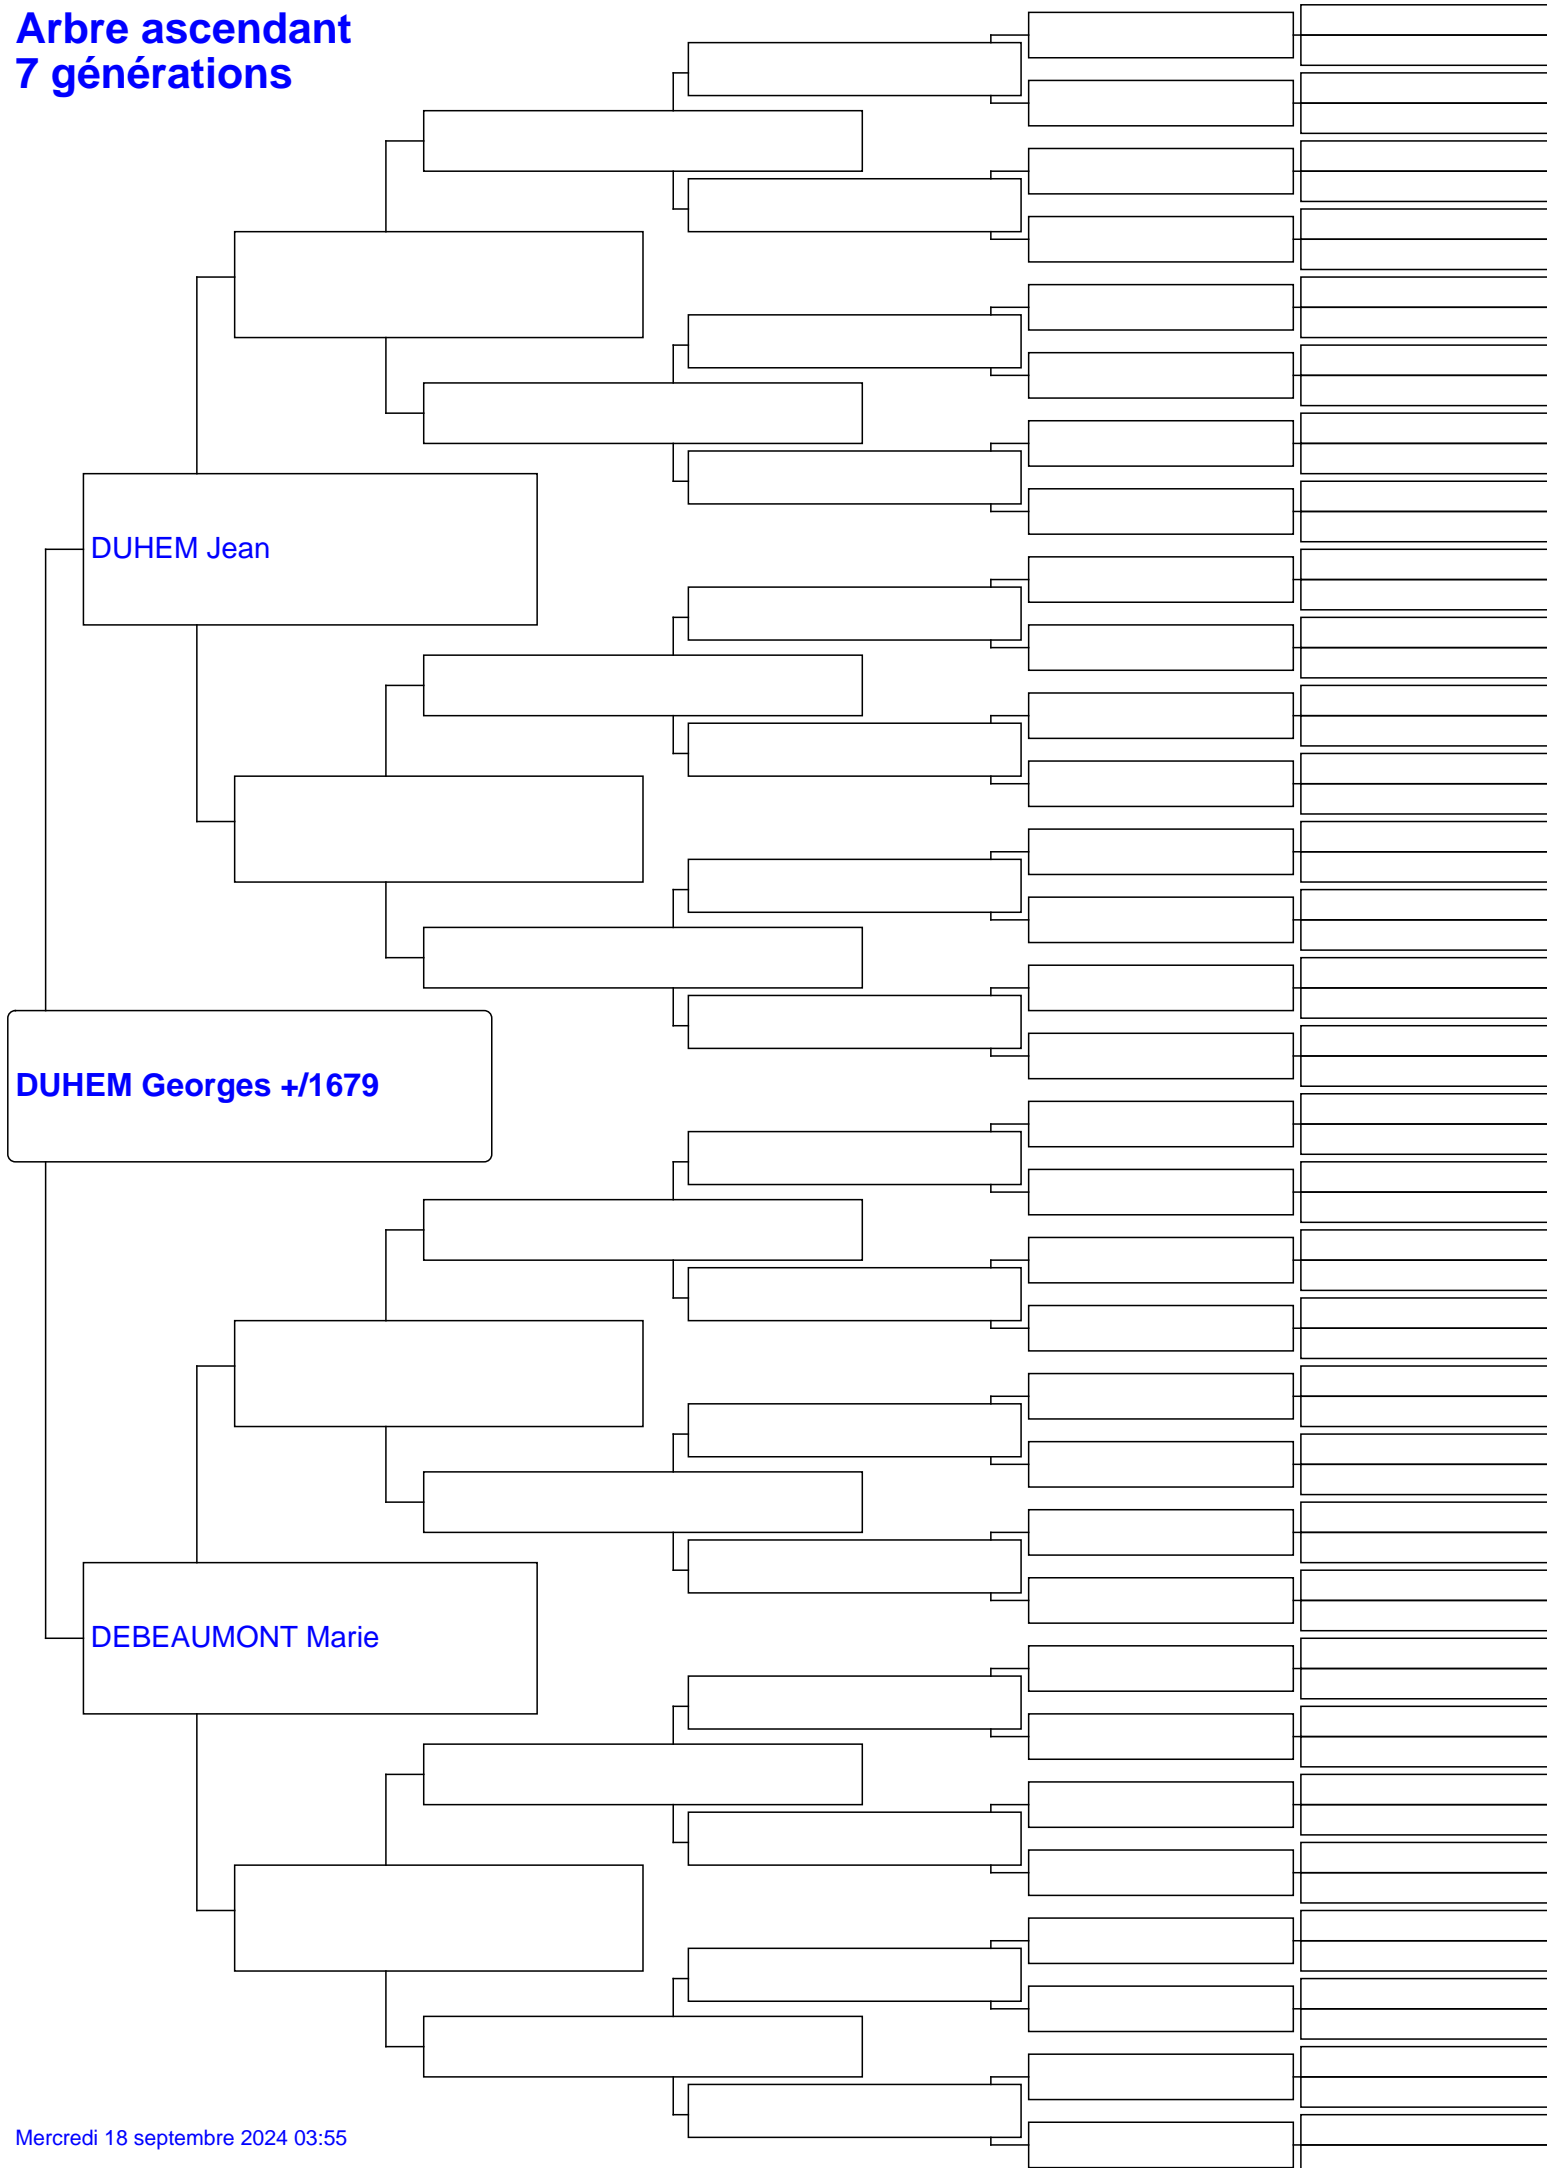 Arbre ascendant
7 générations
DUHEM Jean
DUHEM Georges +/1679
DEBEAUMONT Marie
Mercredi 18 septembre 2024 03:55